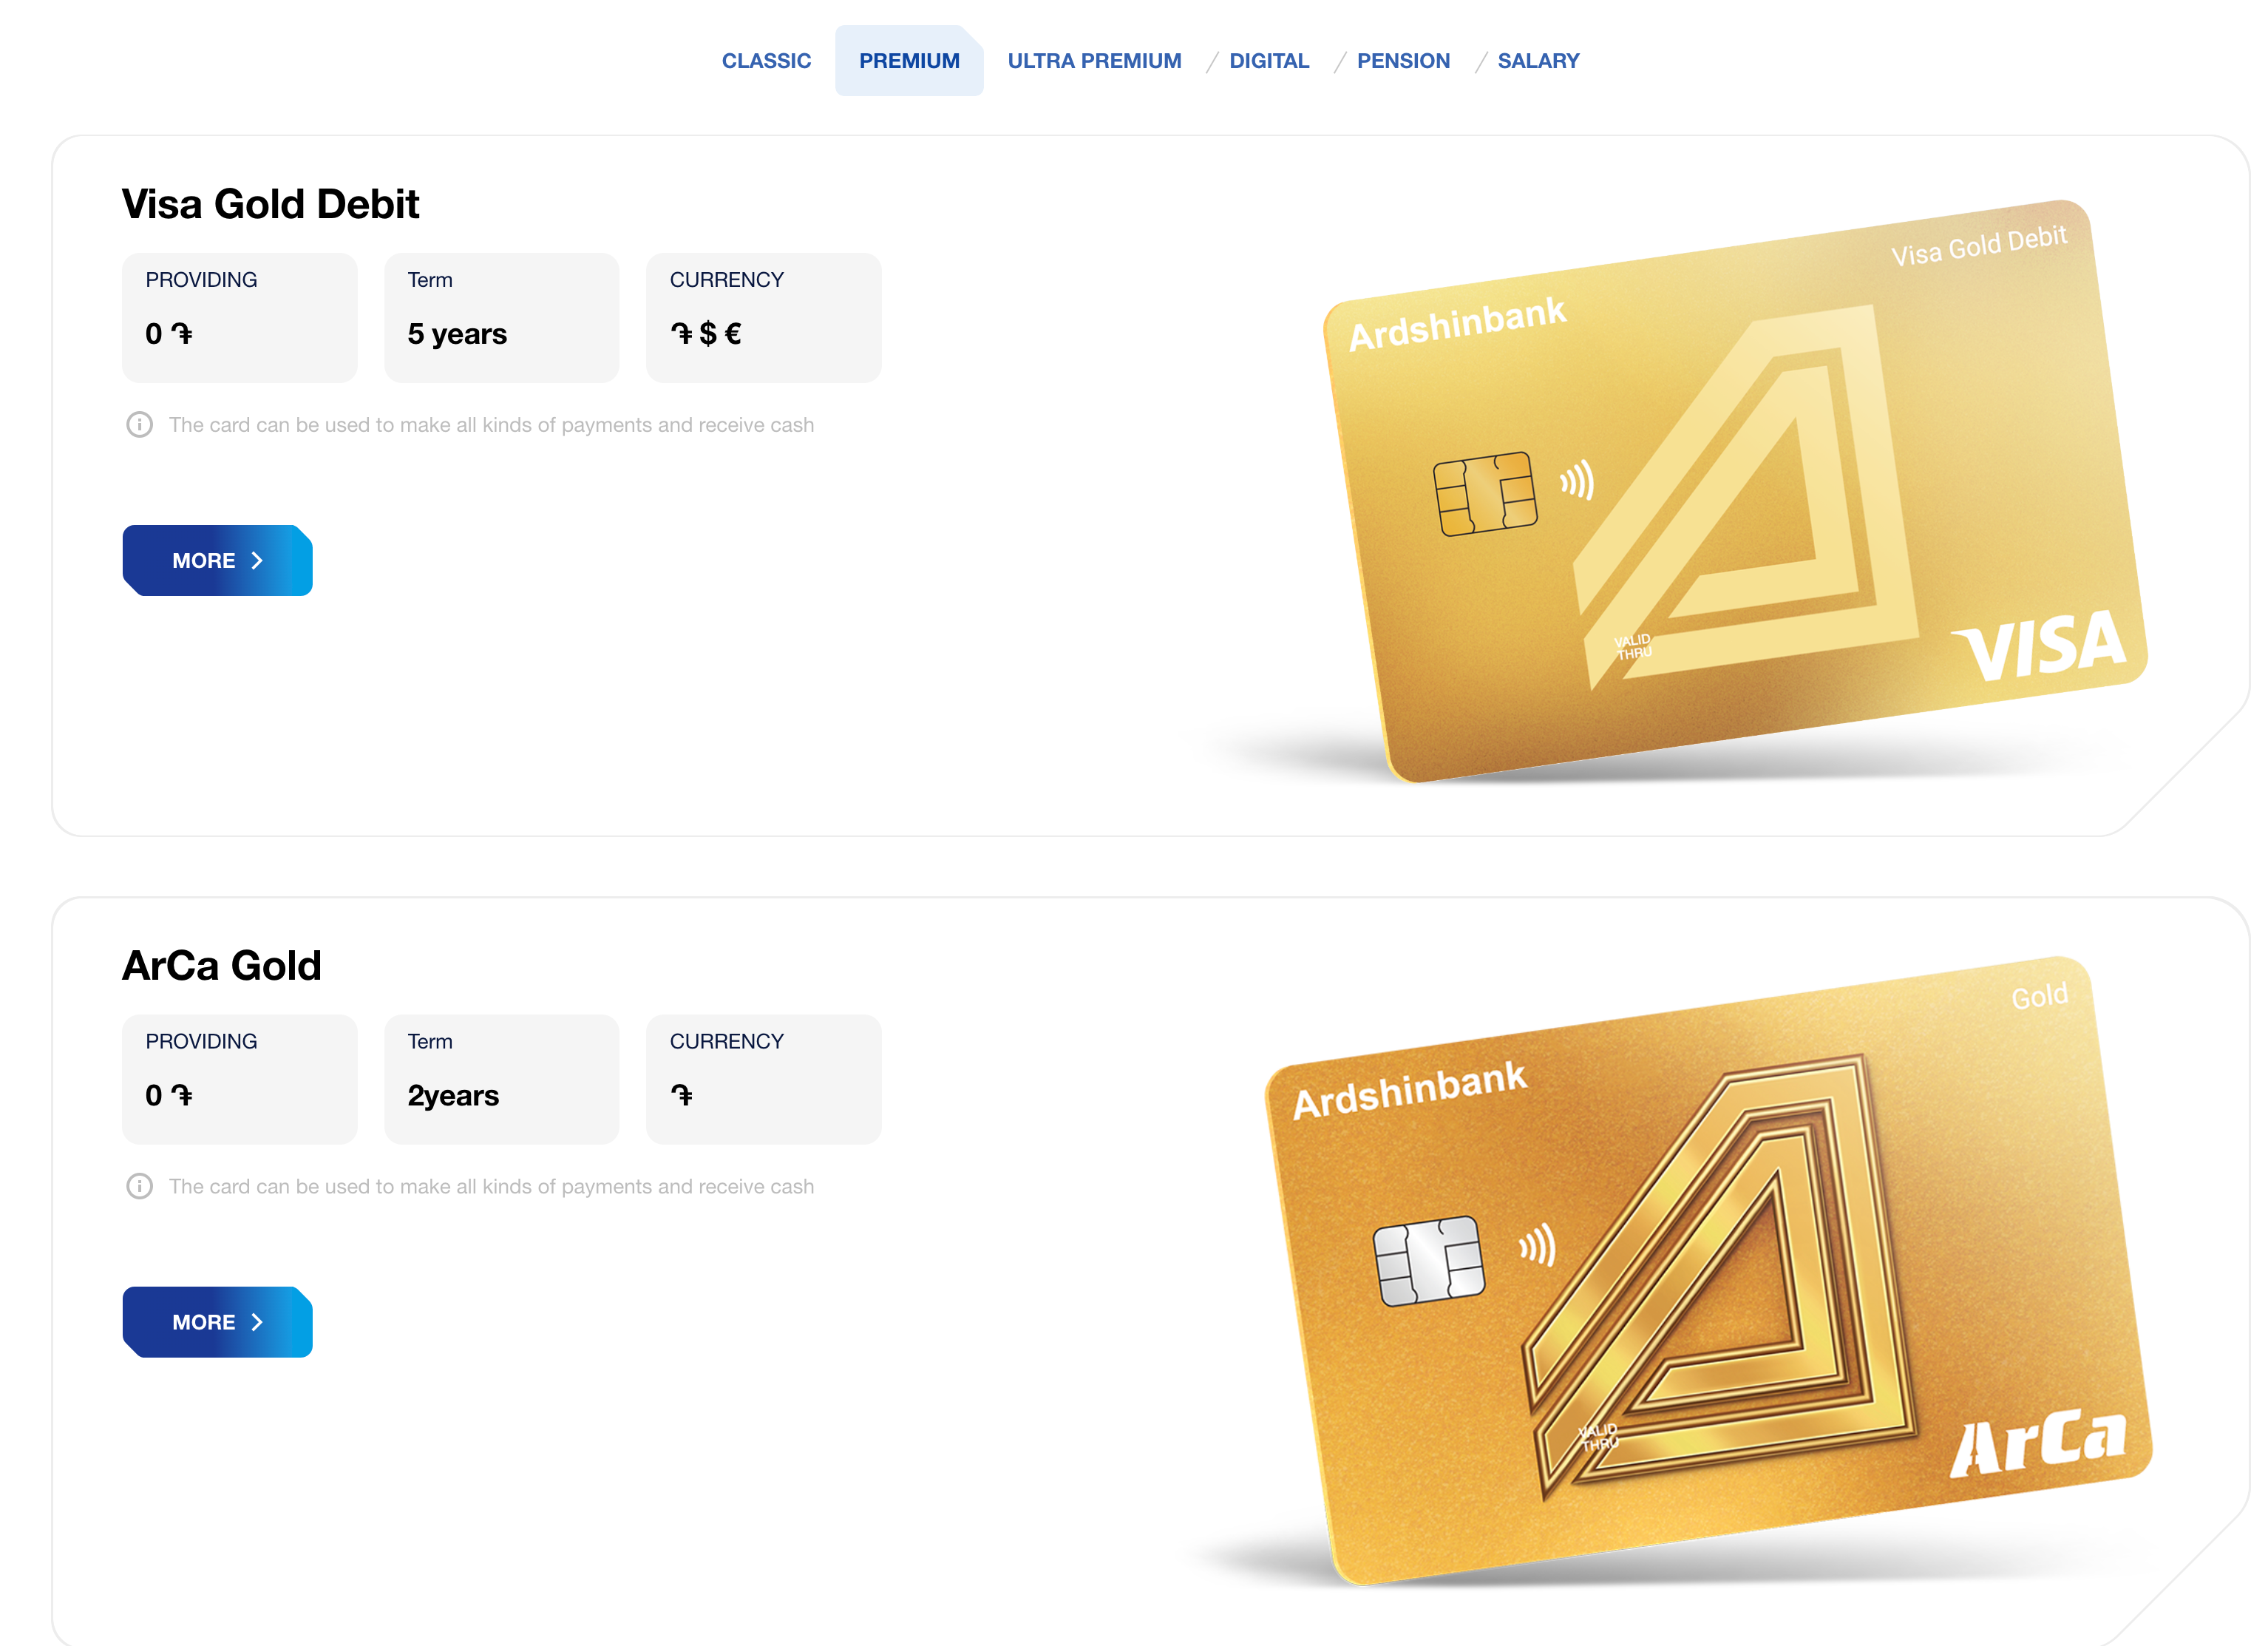 CLASSIC PREMIUM ULTRA PREMIUM / DIGITAL / PENSION / SALARY
Visa Gold Debit
PROVIDING
0 ֏
Term
5 years
CURRENCY
֏ $ €
The card can be used to make all kinds of payments and receive cash
MORE
Visa Gold Debit
Ardshinbank
VALID
THRU
VISA
ArCa Gold
PROVIDING
0 ֏
Term
2years
CURRENCY
֏
The card can be used to make all kinds of payments and receive cash
MORE
Gold
Ardshinbank
VALID
THRU
ArCa